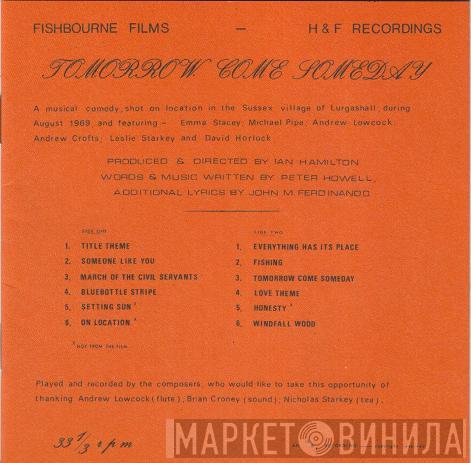 FISHBOURNE FILMS – H & F RECORDINGS
TOMORROW COME SOMEDAY
A musical comedy, shot on location in the Sussex village of Lurgashall, during
August 1969, and featuring – Emma Stacey; Michael Pipe; Andrew Lowcock
Andrew Crofts; Leslie Starkey and David Horlock
PRODUCED & DIRECTED BY IAN HAMILTON
WORDS & MUSIC WRITTEN BY PETER HOWELL,
ADDITIONAL LYRICS BY JOHN M. FERDINANDO
SIDE ONE
1. TITLE THEME
2. SOMEONE LIKE YOU
3. MARCH OF THE CIVIL SERVANTS
4. BLUEBOTTLE STRIPE
5. SETTING SUN x
6. ON LOCATION x
x NOT FROM THE FILM
SIDE TWO
1. EVERYTHING HAS ITS PLACE
2. FISHING
3. TOMORROW COME SOMEDAY
4. LOVE THEME
5. HONESTY x
6. WINDFALL WOOD
Played and recorded by the composers, who would like to take this opportunity of
thanking Andrew Lowcock (flute); Brian Croney (sound); Nicholas Starkey (tea).
33 1/3 rpm
МАРКЕТ ВИНИЛА